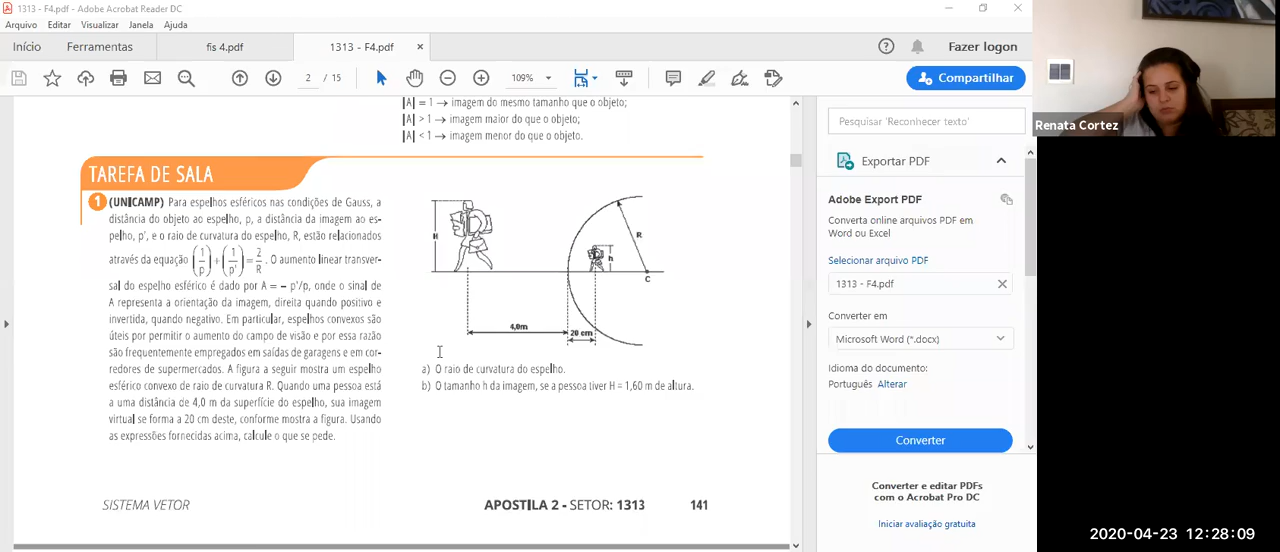 1313 - F4.pdf - Adobe Acrobat Reader DC
Arquivo Editar Visualizar Janela Ajuda
Início Ferramentas fis 4.pdf 1313 - F4.pdf × Fazer logon
2 / 15 109% Compartilhar
|A| = 1 → imagem do mesmo tamanho que o objeto;
|A| > 1 → imagem maior do que o objeto;
|A| < 1 → imagem menor do que o objeto.
TAREFA DE SALA
1 (UNICAMP) Para espelhos esféricos nas condições de Gauss, a
distância do objeto ao espelho, p, a distância da imagem ao es-
pelho, p', e o raio de curvatura do espelho, R, estão relacionados
através da equação (1/p) + (1/p') = 2/R. O aumento linear transver-
sal do espelho esférico é dado por A = – p'/p, onde o sinal de
A representa a orientação da imagem, direita quando positivo e
invertida, quando negativo. Em particular, espelhos convexos são
úteis por permitir o aumento do campo de visão e por essa razão
são frequentemente empregados em saídas de garagens e em cor-
redores de supermercados. A figura a seguir mostra um espelho
esférico convexo de raio de curvatura R. Quando uma pessoa está
a uma distância de 4,0 m da superfície do espelho, sua imagem
virtual se forma a 20 cm deste, conforme mostra a figura. Usando
as expressões fornecidas acima, calcule o que se pede.
H
R
h
C
4,0m
20 cm
a) O raio de curvatura do espelho.
b) O tamanho h da imagem, se a pessoa tiver H = 1,60 m de altura.
SISTEMA VETOR APOSTILA 2 - SETOR: 1313 141
Pesquisar 'Reconhecer texto'
Exportar PDF
Adobe Export PDF
Converta online arquivos PDF em
Word ou Excel
Selecionar arquivo PDF
1313 - F4.pdf
Converter em
Microsoft Word (*.docx)
Idioma do documento:
Português Alterar
Converter
Converter e editar PDFs
com o Acrobat Pro DC
Iniciar avaliação gratuita
Renata Cortez
2020-04-23 12:28:09